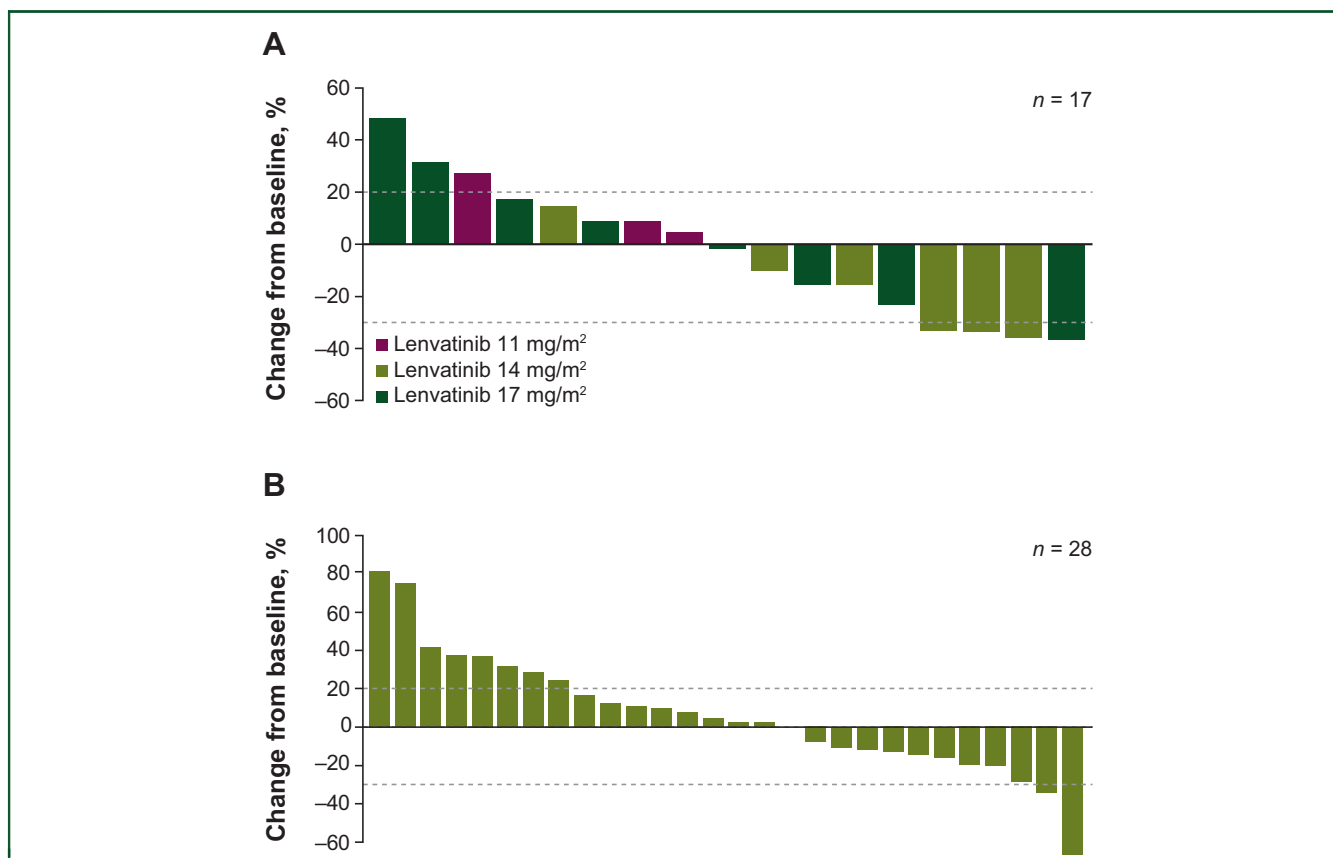 A
Change from baseline, %
60
40
20
0
–20
–40
–60
n = 17
Lenvatinib 11 mg/m²
Lenvatinib 14 mg/m²
Lenvatinib 17 mg/m²
B
Change from baseline, %
100
80
60
40
20
0
–20
–40
–60
n = 28